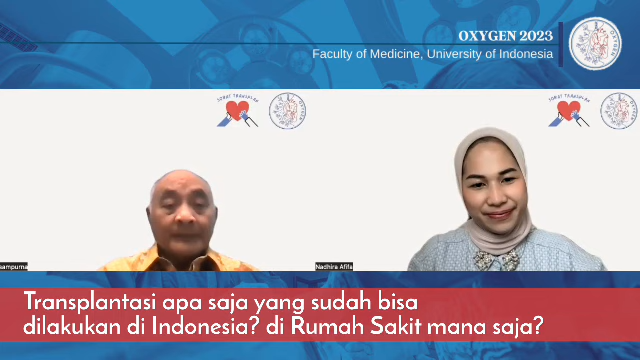 OXYGEN 2023
Faculty of Medicine, University of Indonesia
Nadhira Afifa
Transplantasi apa saja yang sudah bisa
dilakukan di Indonesia? di Rumah Sakit mana saja?